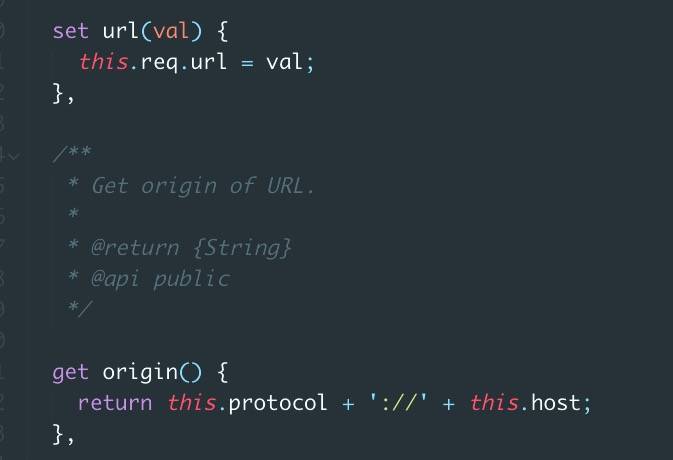 set url(val) {
this.req.url = val;
},
/**
* Get origin of URL.
*
* @return {String}
* @api public
*/
get origin() {
return this.protocol + '://' + this.host;
},